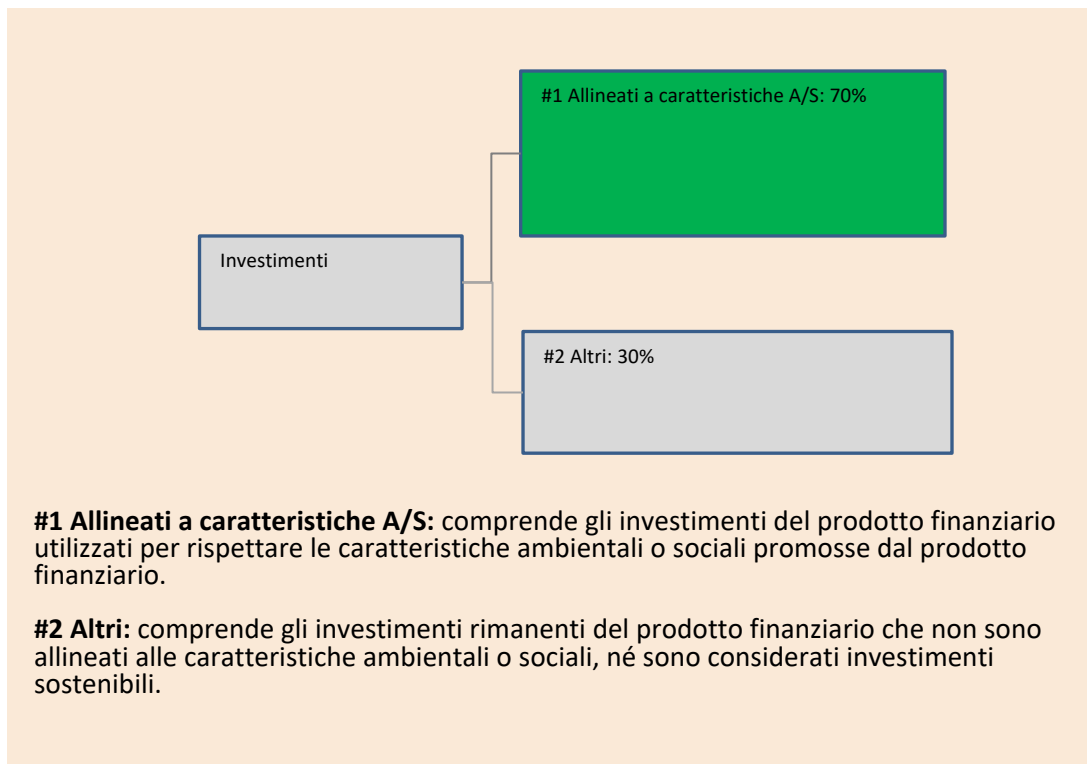 #1 Allineati a caratteristiche A/S: 70%
Investimenti
#2 Altri: 30%
#1 Allineati a caratteristiche A/S: comprende gli investimenti del prodotto finanziario
utilizzati per rispettare le caratteristiche ambientali o sociali promosse dal prodotto
finanziario.
#2 Altri: comprende gli investimenti rimanenti del prodotto finanziario che non sono
allineati alle caratteristiche ambientali o sociali, né sono considerati investimenti
sostenibili.